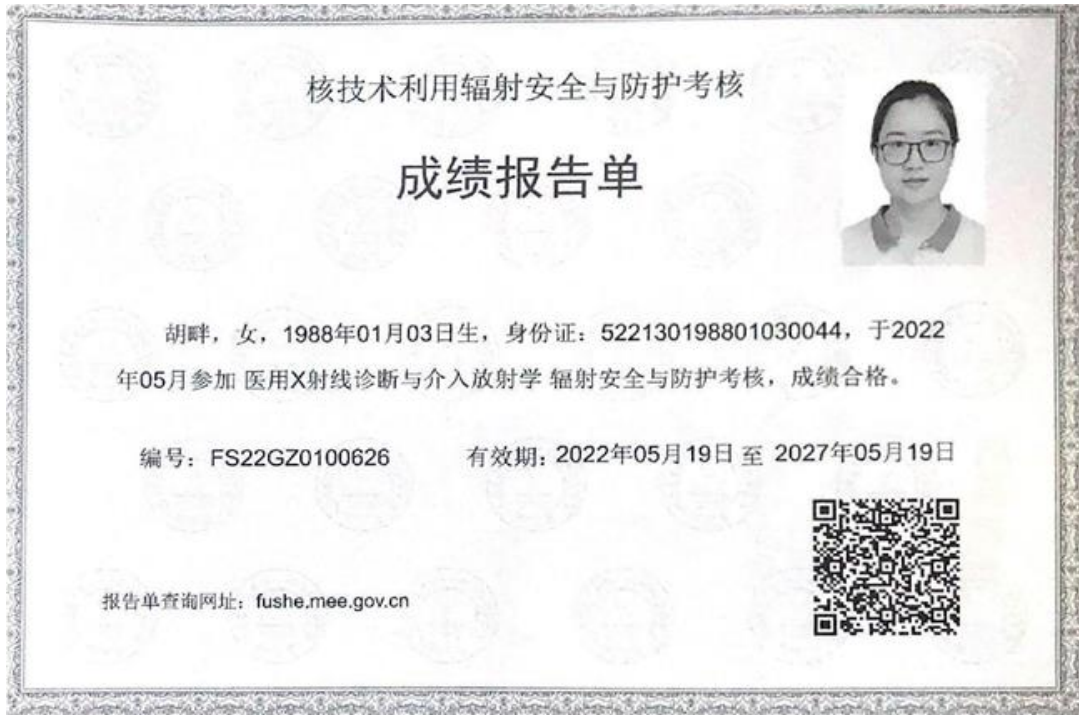 核技术利用辐射安全与防护考核
成绩报告单
胡畔，女，1988年01月03日生，身份证：522130198801030044，于2022
年05月参加 医用X射线诊断与介入放射学 辐射安全与防护考核，成绩合格。
编号：FS22GZ0100626 有效期：2022年05月19日 至 2027年05月19日
报告单查询网址：fushe.mee.gov.cn